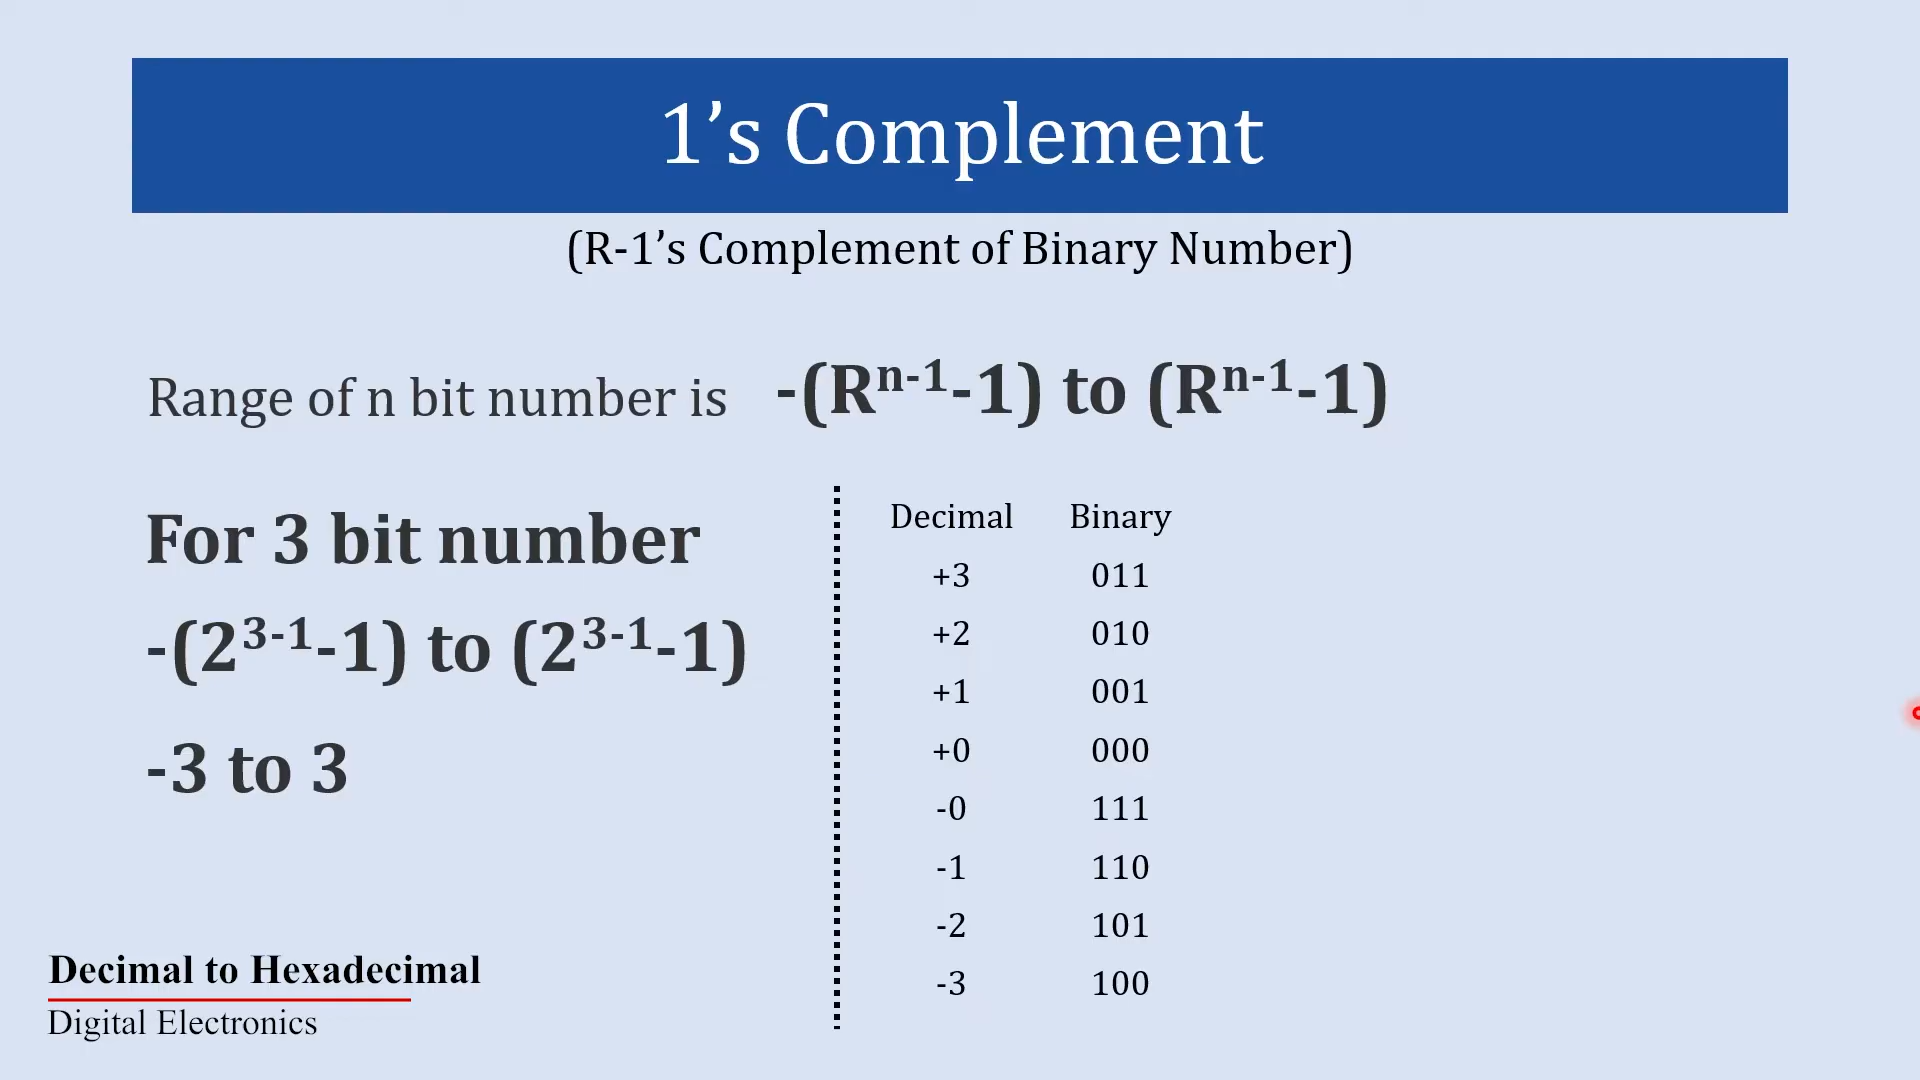 1’s Complement
(R-1’s Complement of Binary Number)
Range of n bit number is -(Rⁿ⁻¹-1) to (Rⁿ⁻¹-1)
For 3 bit number
-(2³⁻¹-1) to (2³⁻¹-1)
-3 to 3
Decimal Binary
+3 011
+2 010
+1 001
+0 000
-0 111
-1 110
-2 101
-3 100
Decimal to Hexadecimal
Digital Electronics